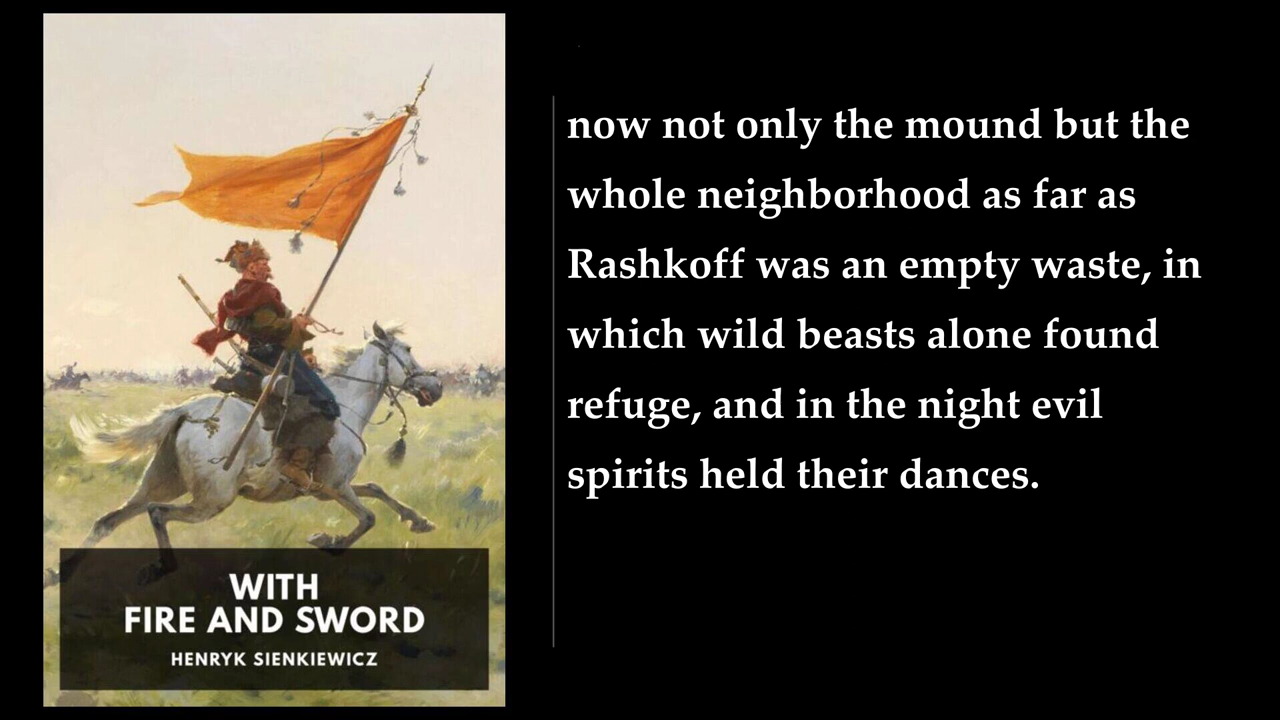 WITH
FIRE AND SWORD
HENRYK SIENKIEWICZ
now not only the mound but the
whole neighborhood as far as
Rashkoff was an empty waste, in
which wild beasts alone found
refuge, and in the night evil
spirits held their dances.